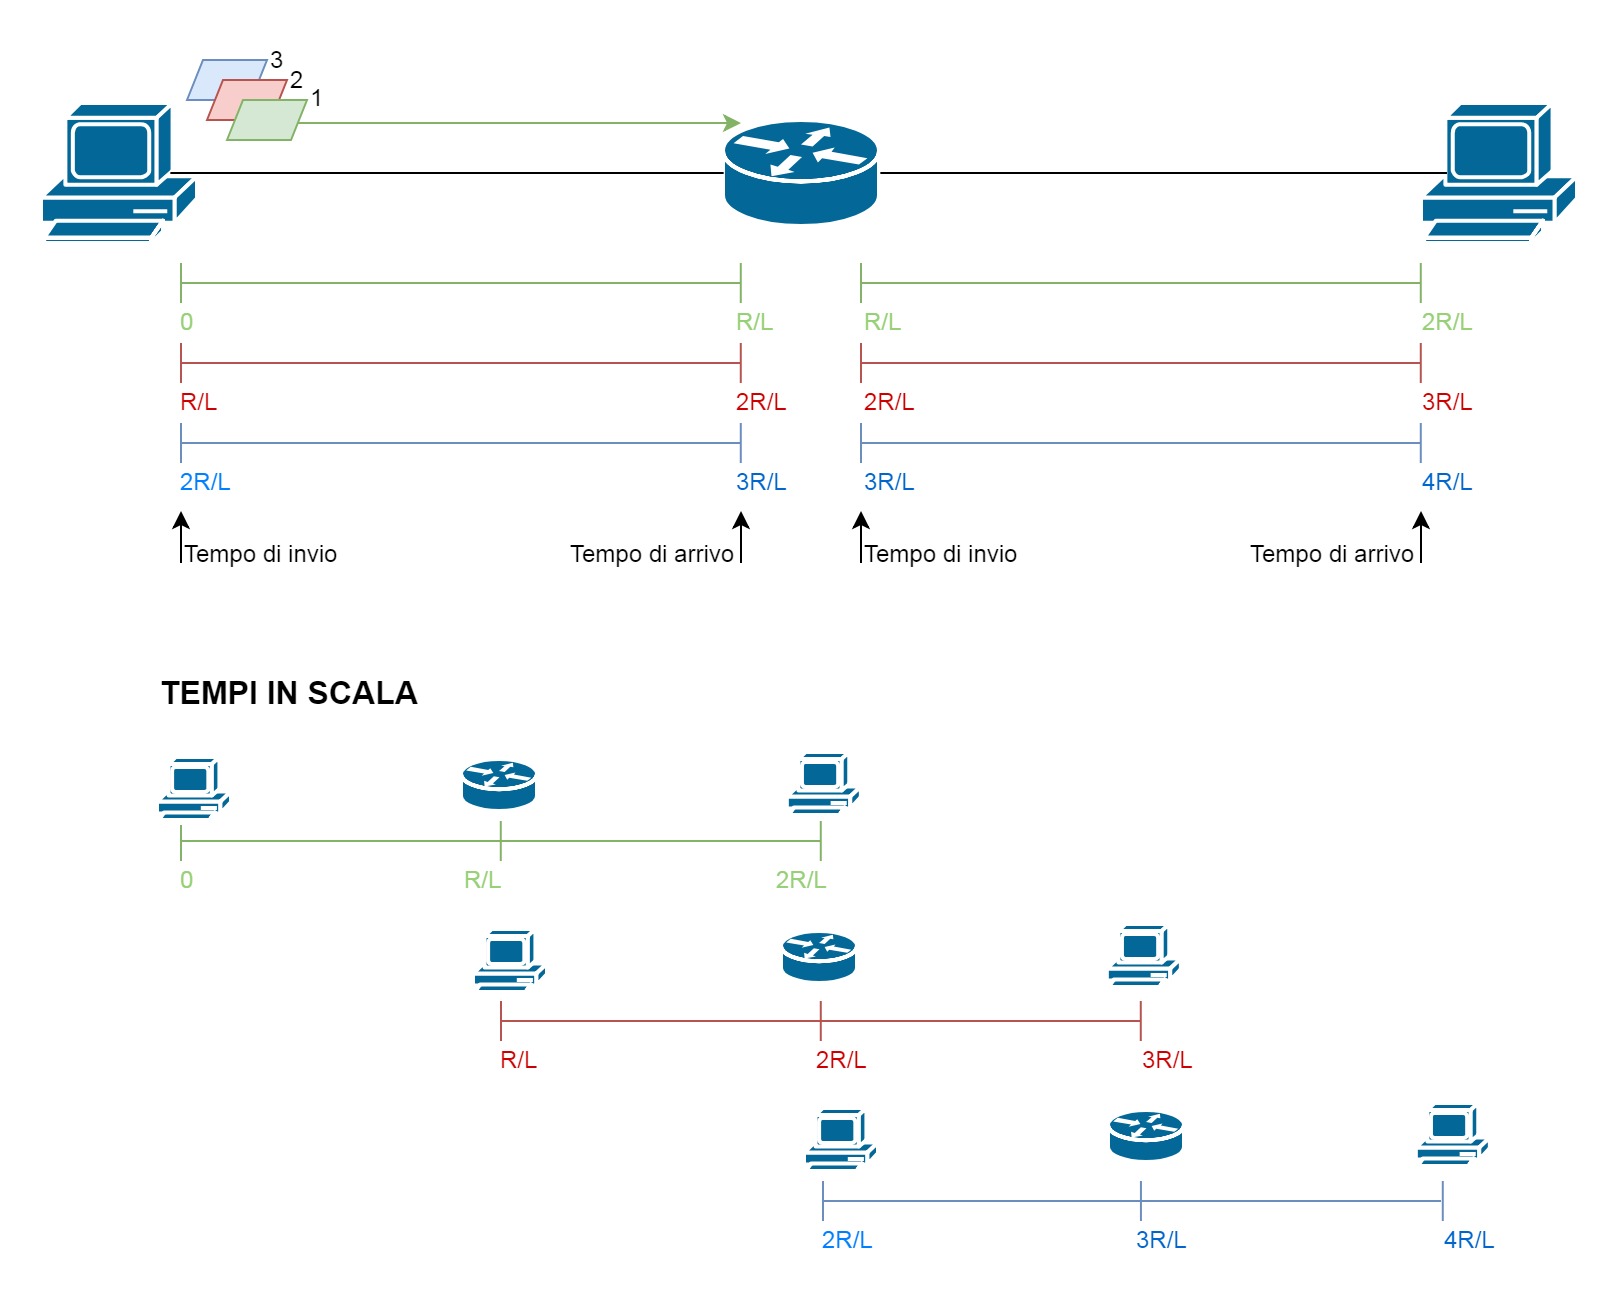 3
2
1
0 R/L R/L 2R/L
R/L 2R/L 2R/L 3R/L
2R/L 3R/L 3R/L 4R/L
Tempo di invio Tempo di arrivo Tempo di invio Tempo di arrivo
TEMPI IN SCALA
0 R/L 2R/L
R/L 2R/L 3R/L
2R/L 3R/L 4R/L